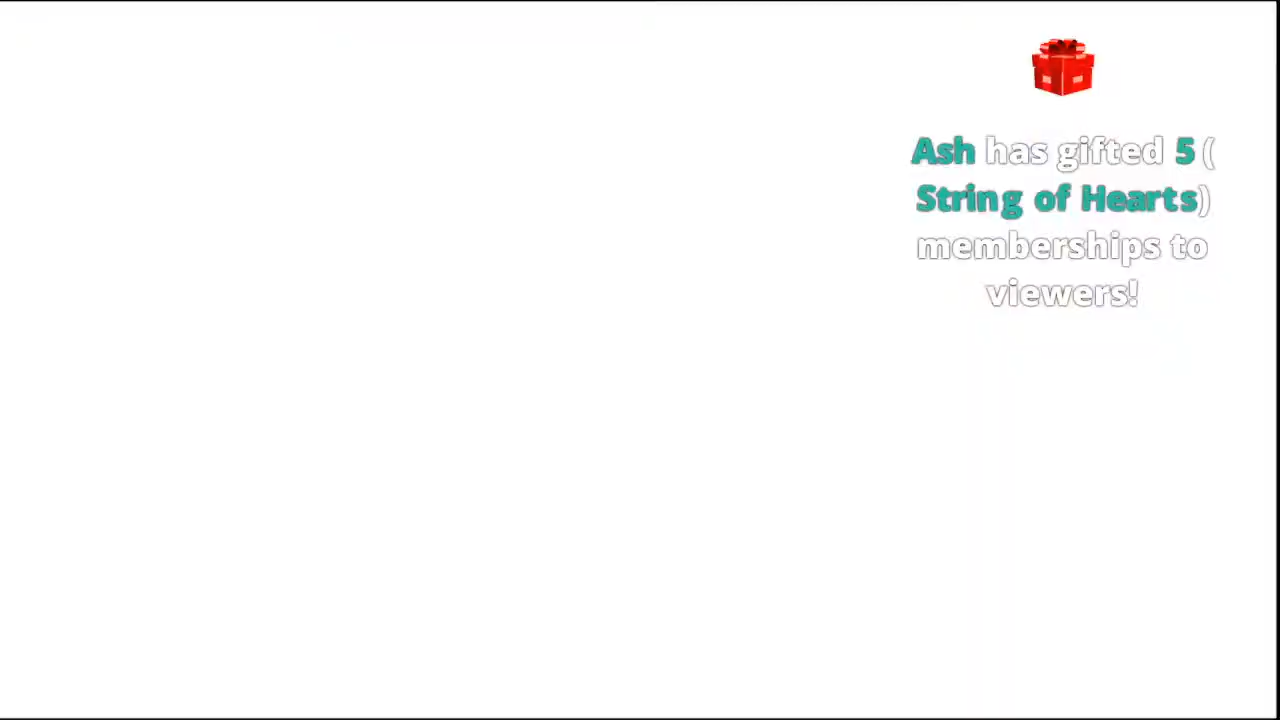 Ash has gifted 5 (
String of Hearts)
memberships to
viewers!